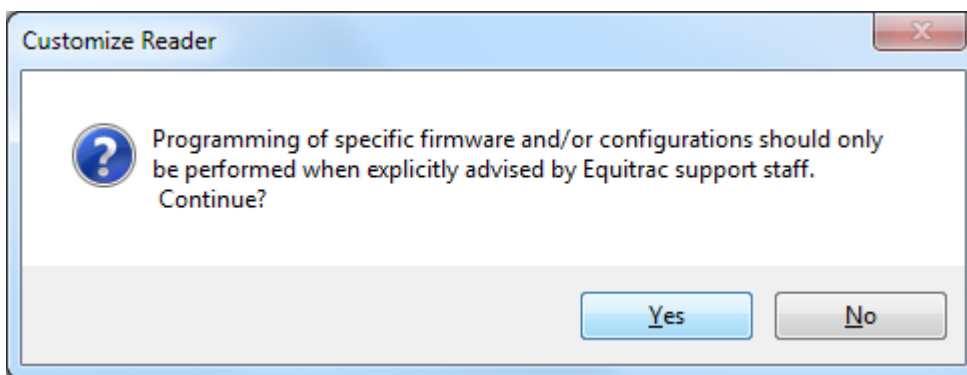 Customize Reader
Programming of specific firmware and/or configurations should only
be performed when explicitly advised by Equitrac support staff.
Continue?
Yes
No